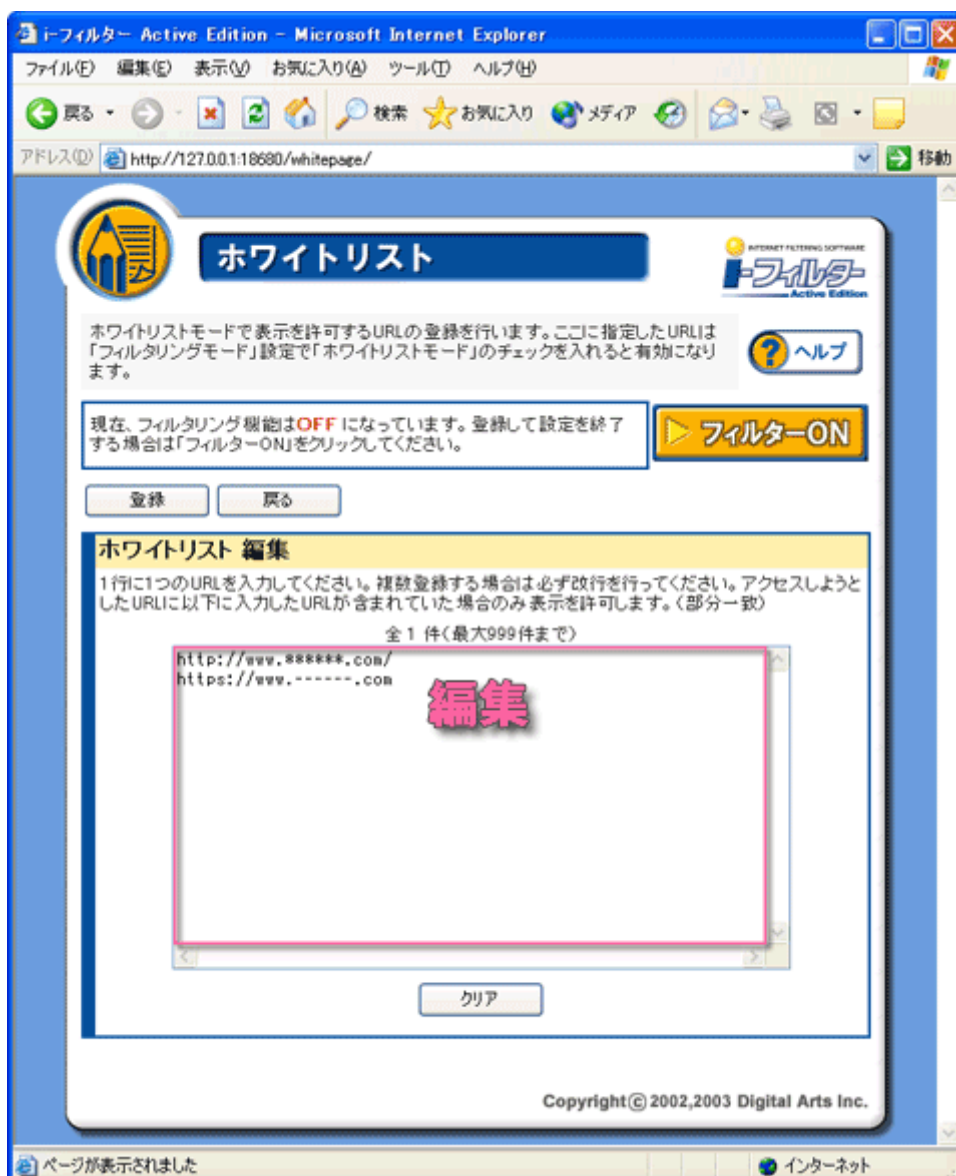 i-フィルター Active Edition - Microsoft Internet Explorer
ファイル(F) 編集(E) 表示(V) お気に入り(A) ツール(T) ヘルプ(H)
戻る 検索 お気に入り メディア
アドレス(D) http://127.0.0.1:18680/whitepage/ 移動
ホワイトリスト
INTERNET FILTERING SOFTWARE
i-フィルター
Active Edition
ホワイトリストモードで表示を許可するURLの登録を行います。ここに指定したURLは
「フィルタリングモード」設定で「ホワイトリストモード」のチェックを入れると有効になり
ます。
ヘルプ
現在、フィルタリング機能はOFFになっています。登録して設定を終了
する場合は「フィルターON」をクリックしてください。
フィルターON
登録 戻る
ホワイトリスト 編集
1行に1つのURLを入力してください。複数登録する場合は必ず改行を行ってください。アクセスしようと
したURLに以下に入力したURLが含まれていた場合のみ表示を許可します。(部分一致)
全1 件(最大999件まで)
http://www.******.com/
https://www.------.com
編集
クリア
Copyright© 2002,2003 Digital Arts Inc.
ページが表示されました インターネット